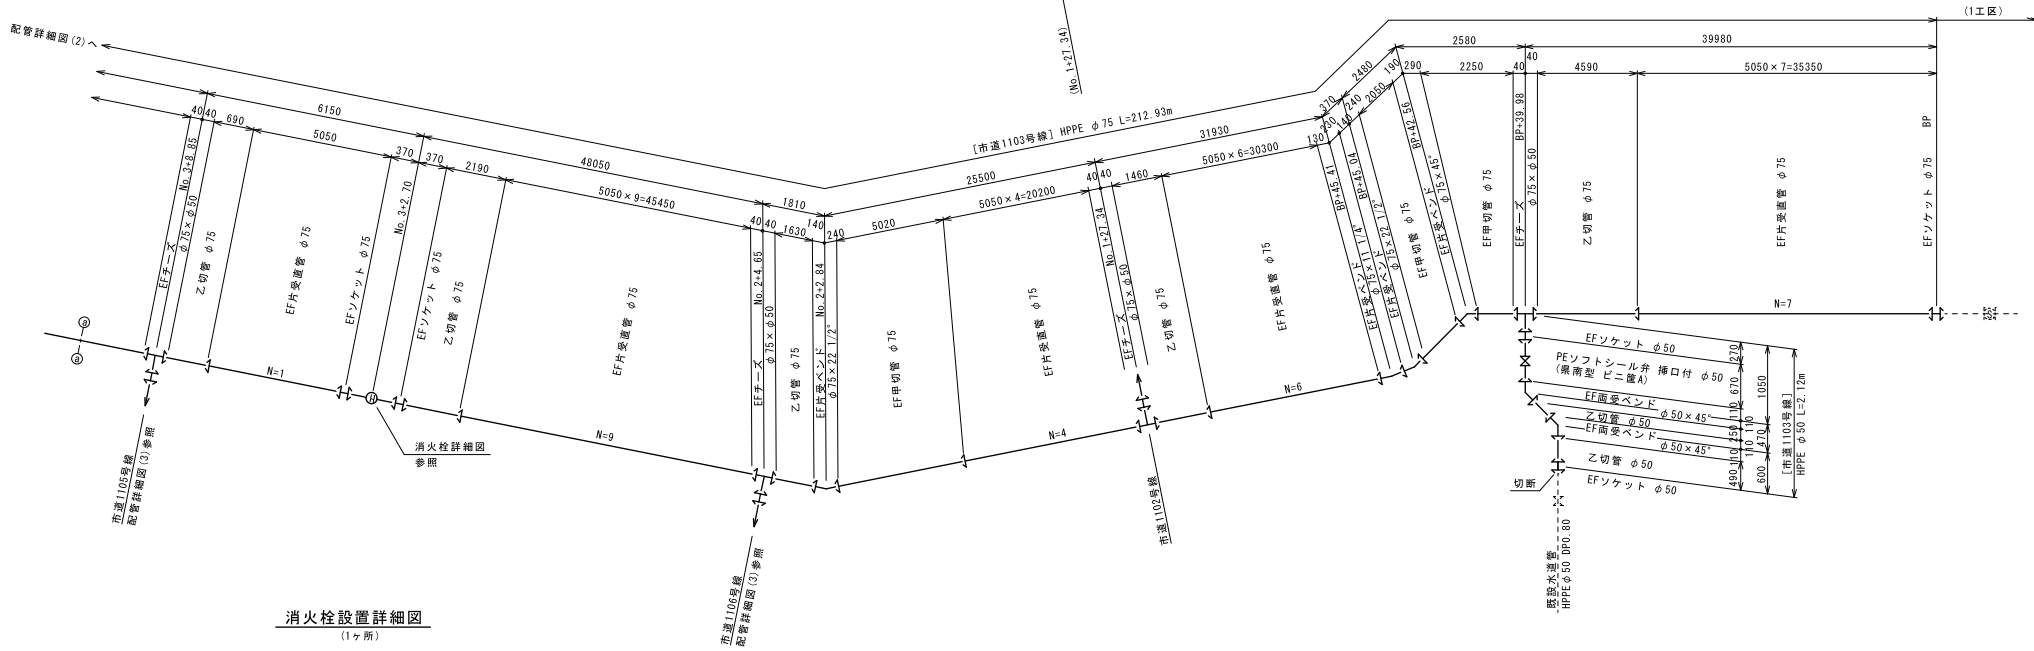 配管詳細図(2)へ
(1工区)
(No.1+27.34)
[市道1103号線] HPPE φ75 L=212.93m
6150
48050
1810
25500
31930
370
2480
2580
39980
40
40
690
5050
370
370
2190
5050×9=45450
40
40
1630
140
240
5020
5050×4=20200
40
40
1460
5050×6=30300
130
230
140
240
2050
190
290
2250
40
40
4590
5050×7=35350
No.3+8.85
EFチーズ
φ75×φ50
乙切管 φ75
EF片受直管 φ75
EFソケット φ75
No.3+2.70
EFソケット φ75
乙切管 φ75
EF片受直管 φ75
No.2+4.65
EFチーズ
φ75×φ50
乙切管 φ75
No.2+2.84
EF片受ベンド
φ75×22 1/2°
EF甲切管 φ75
EF片受直管 φ75
No.1+27.34
EFチーズ
φ75×φ50
乙切管 φ75
EF片受直管 φ75
BP+45.41
EF片受ベンド
φ75×11 1/4°
BP+45.04
EF片受ベンド
φ75×22 1/2°
EF甲切管 φ75
BP+42.56
EF片受ベンド
φ75×45°
EF甲切管 φ75
BP+39.98
EFチーズ
φ75×φ50
乙切管 φ75
EF片受直管 φ75
BP
EFソケット φ75
ⓐ
ⓐ
N=1
H
N=9
N=4
N=6
N=7
消火栓詳細図
参照
市道1105号線
配管詳細図(3)参照
市道1106号線
配管詳細図(3)参照
市道1102号線
EFソケット φ50
PEソフトシール弁 挿口付 φ50
(県南型 ビニ筐A)
EF両受ベンド
φ50×45°
乙切管 φ50
EF両受ベンド
φ50×45°
乙切管 φ50
EFソケット φ50
270
670
110
250
110
490
1050
110
470
110
600
[市道1103号線]
HPPE φ50 L=2.12m
切断
既設水道管
HPPEφ50 DP0.80
消火栓設置詳細図
(1ヶ所)